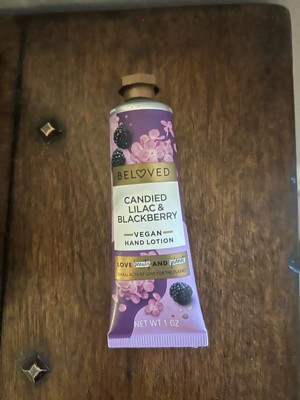 BELOVED
CANDIED
LILAC &
BLACKBERRY
VEGAN
HAND LOTION
LOVE AND
NET WT 1 OZ